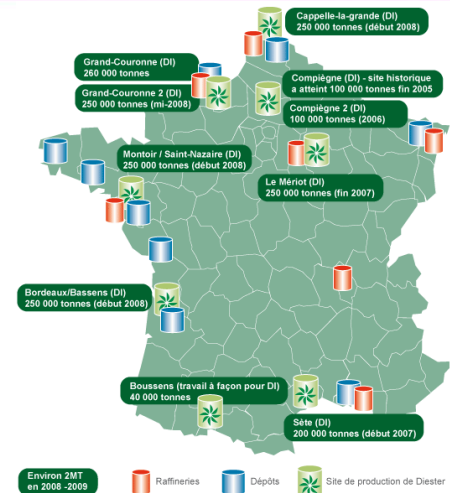 Cappelle-la-grande (DI)
250 000 tonnes (début 2008)
Grand-Couronne (DI)
260 000 tonnes
Grand-Couronne 2 (DI)
250 000 tonnes (mi-2008)
Compiègne (DI) - site historique
a atteint 100 000 tonnes fin 2005
Compiègne 2 (DI)
100 000 tonnes (2006)
Montoir / Saint-Nazaire (DI)
250 000 tonnes (début 2008)
Le Mériot (DI)
250 000 tonnes (fin 2007)
Bordeaux/Bassens (DI)
250 000 tonnes (début 2008)
Boussens (travail à façon pour DI)
40 000 tonnes
Sète (DI)
200 000 tonnes (début 2007)
Environ 2MT
en 2008 -2009
Raffineries
Dépôts
Site de production de Diester